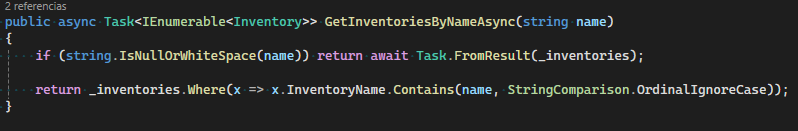 2 referencias
public async Task<IEnumerable<Inventory>> GetInventoriesByNameAsync(string name)
{
if (string.IsNullOrWhiteSpace(name)) return await Task.FromResult(_inventories);
return _inventories.Where(x => x.InventoryName.Contains(name, StringComparison.OrdinalIgnoreCase));
}